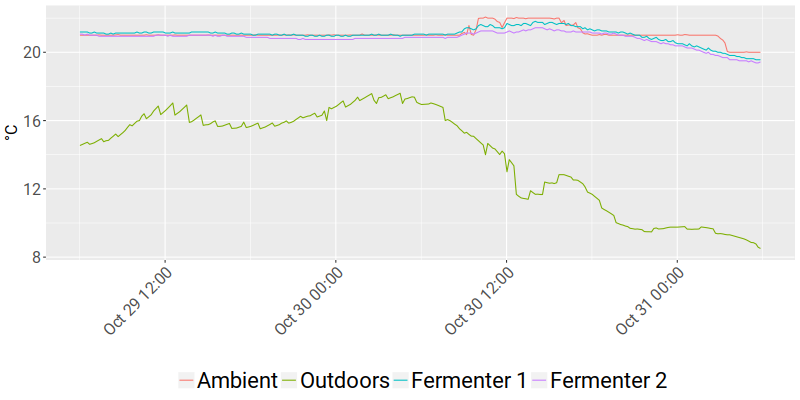 °C
20
16
12
8
Oct 29 12:00
Oct 30 00:00
Oct 30 12:00
Oct 31 00:00
Ambient Outdoors Fermenter 1 Fermenter 2